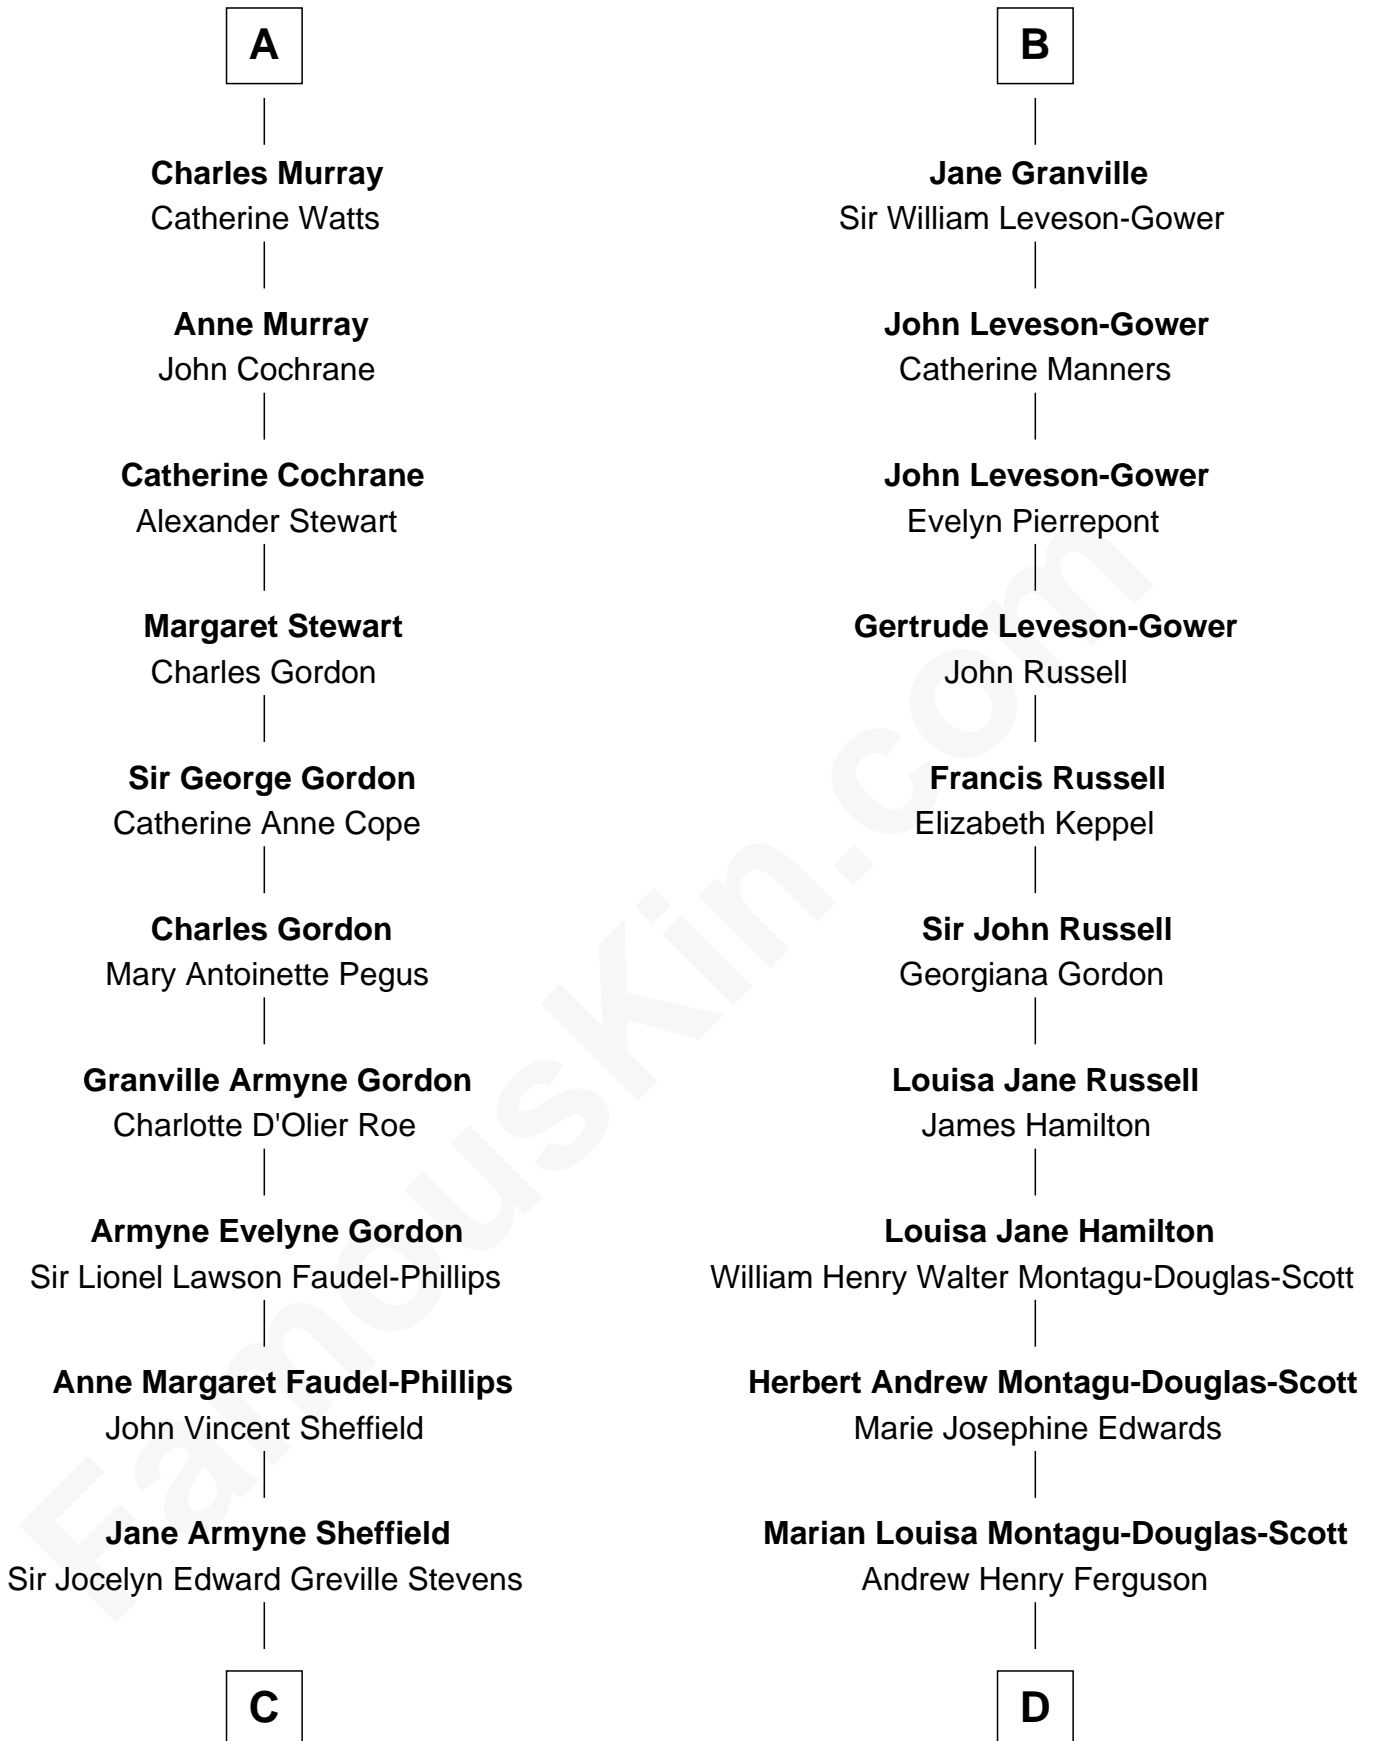 A
Charles Murray
Catherine Watts
Anne Murray
John Cochrane
Catherine Cochrane
Alexander Stewart
Margaret Stewart
Charles Gordon
Sir George Gordon
Catherine Anne Cope
Charles Gordon
Mary Antoinette Pegus
Granville Armyne Gordon
Charlotte D'Olier Roe
Armyne Evelyne Gordon
Sir Lionel Lawson Faudel-Phillips
Anne Margaret Faudel-Phillips
John Vincent Sheffield
Jane Armyne Sheffield
Sir Jocelyn Edward Greville Stevens
C
B
Jane Granville
Sir William Leveson-Gower
John Leveson-Gower
Catherine Manners
John Leveson-Gower
Evelyn Pierrepont
Gertrude Leveson-Gower
John Russell
Francis Russell
Elizabeth Keppel
Sir John Russell
Georgiana Gordon
Louisa Jane Russell
James Hamilton
Louisa Jane Hamilton
William Henry Walter Montagu-Douglas-Scott
Herbert Andrew Montagu-Douglas-Scott
Marie Josephine Edwards
Marian Louisa Montagu-Douglas-Scott
Andrew Henry Ferguson
D
FamousKin.com